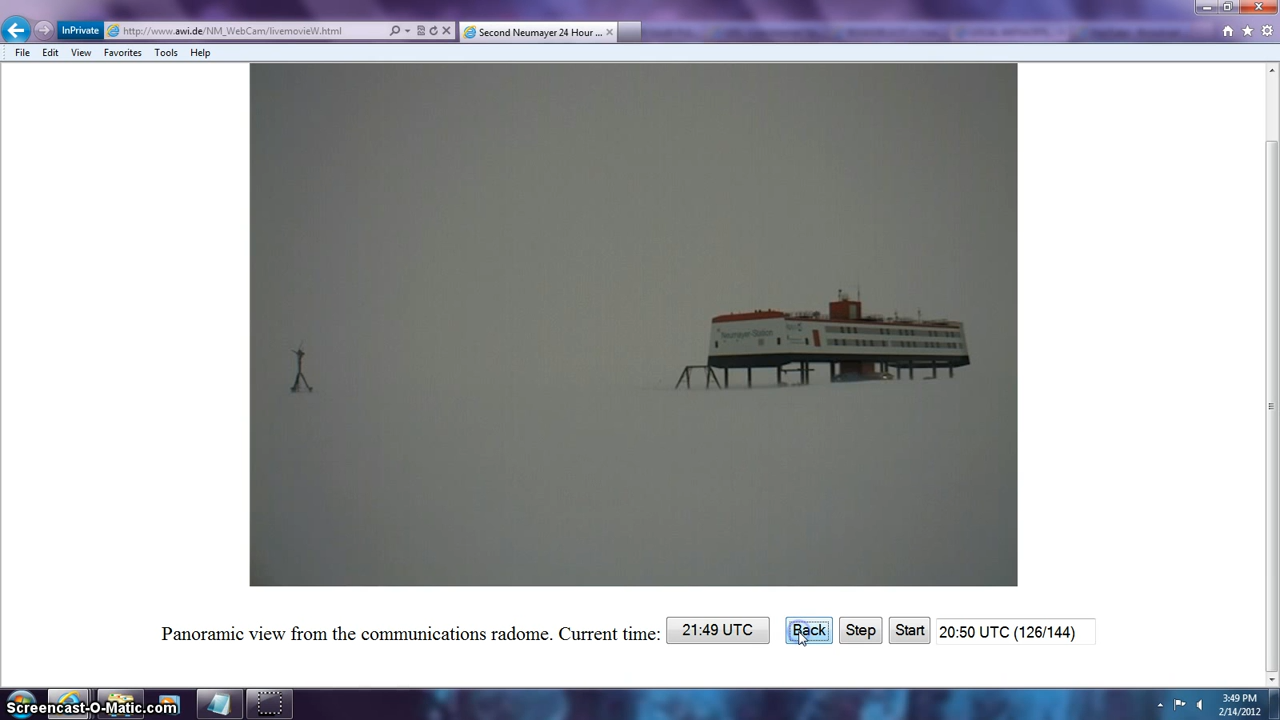 InPrivate
http://www.awi.de/NM_WebCam/livemovieW.html
Second Neumayer 24 Hour ...
File Edit View Favorites Tools Help
Neumayer-Station
Panoramic view from the communications radome. Current time: 21:49 UTC Back Step Start 20:50 UTC (126/144)
Screencast-O-Matic.com
3:49 PM
2/14/2012